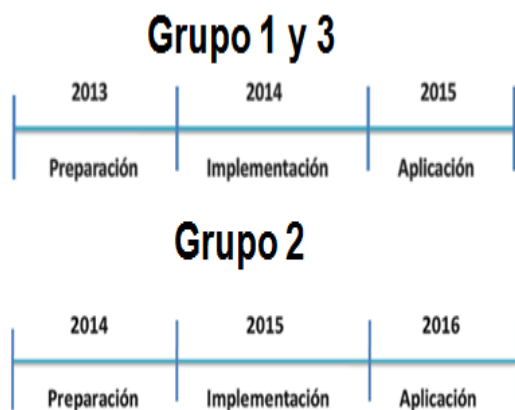 Grupo 1 y 3
2013 2014 2015
Preparación Implementación Aplicación
Grupo 2
2014 2015 2016
Preparación Implementación Aplicación